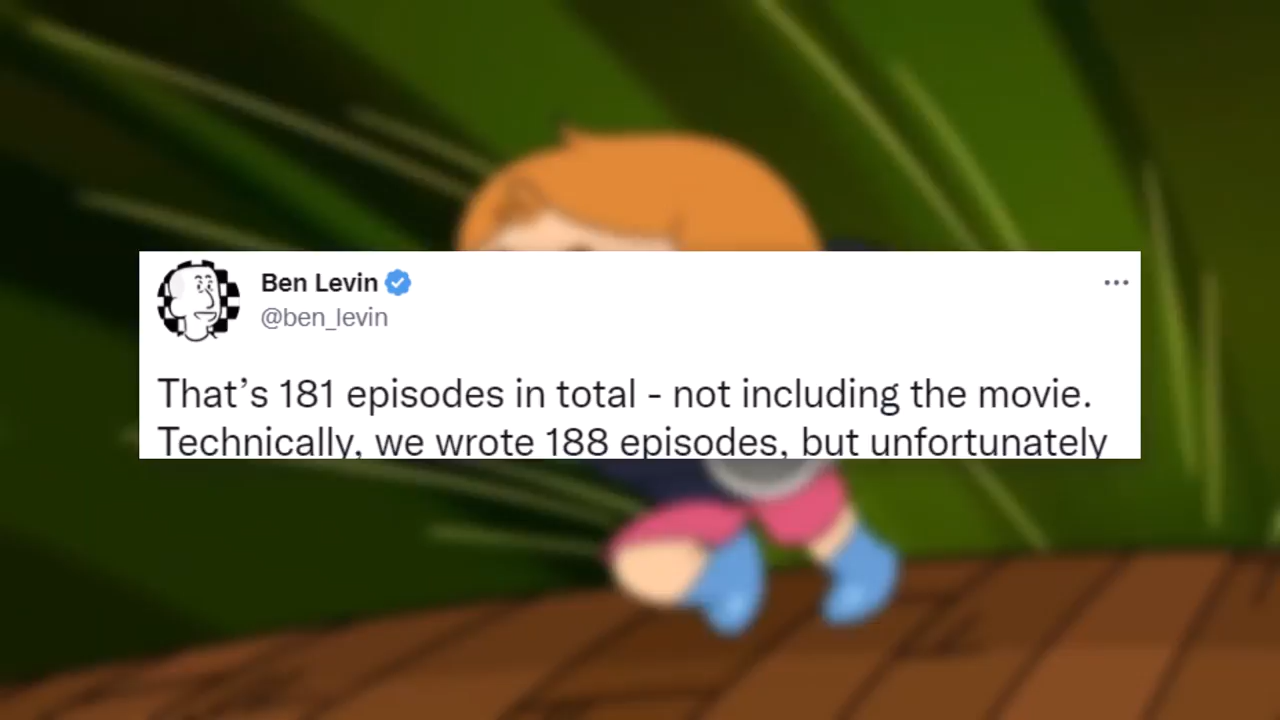 Ben Levin
@ben_levin
That’s 181 episodes in total - not including the movie.
Technically, we wrote 188 episodes, but unfortunately